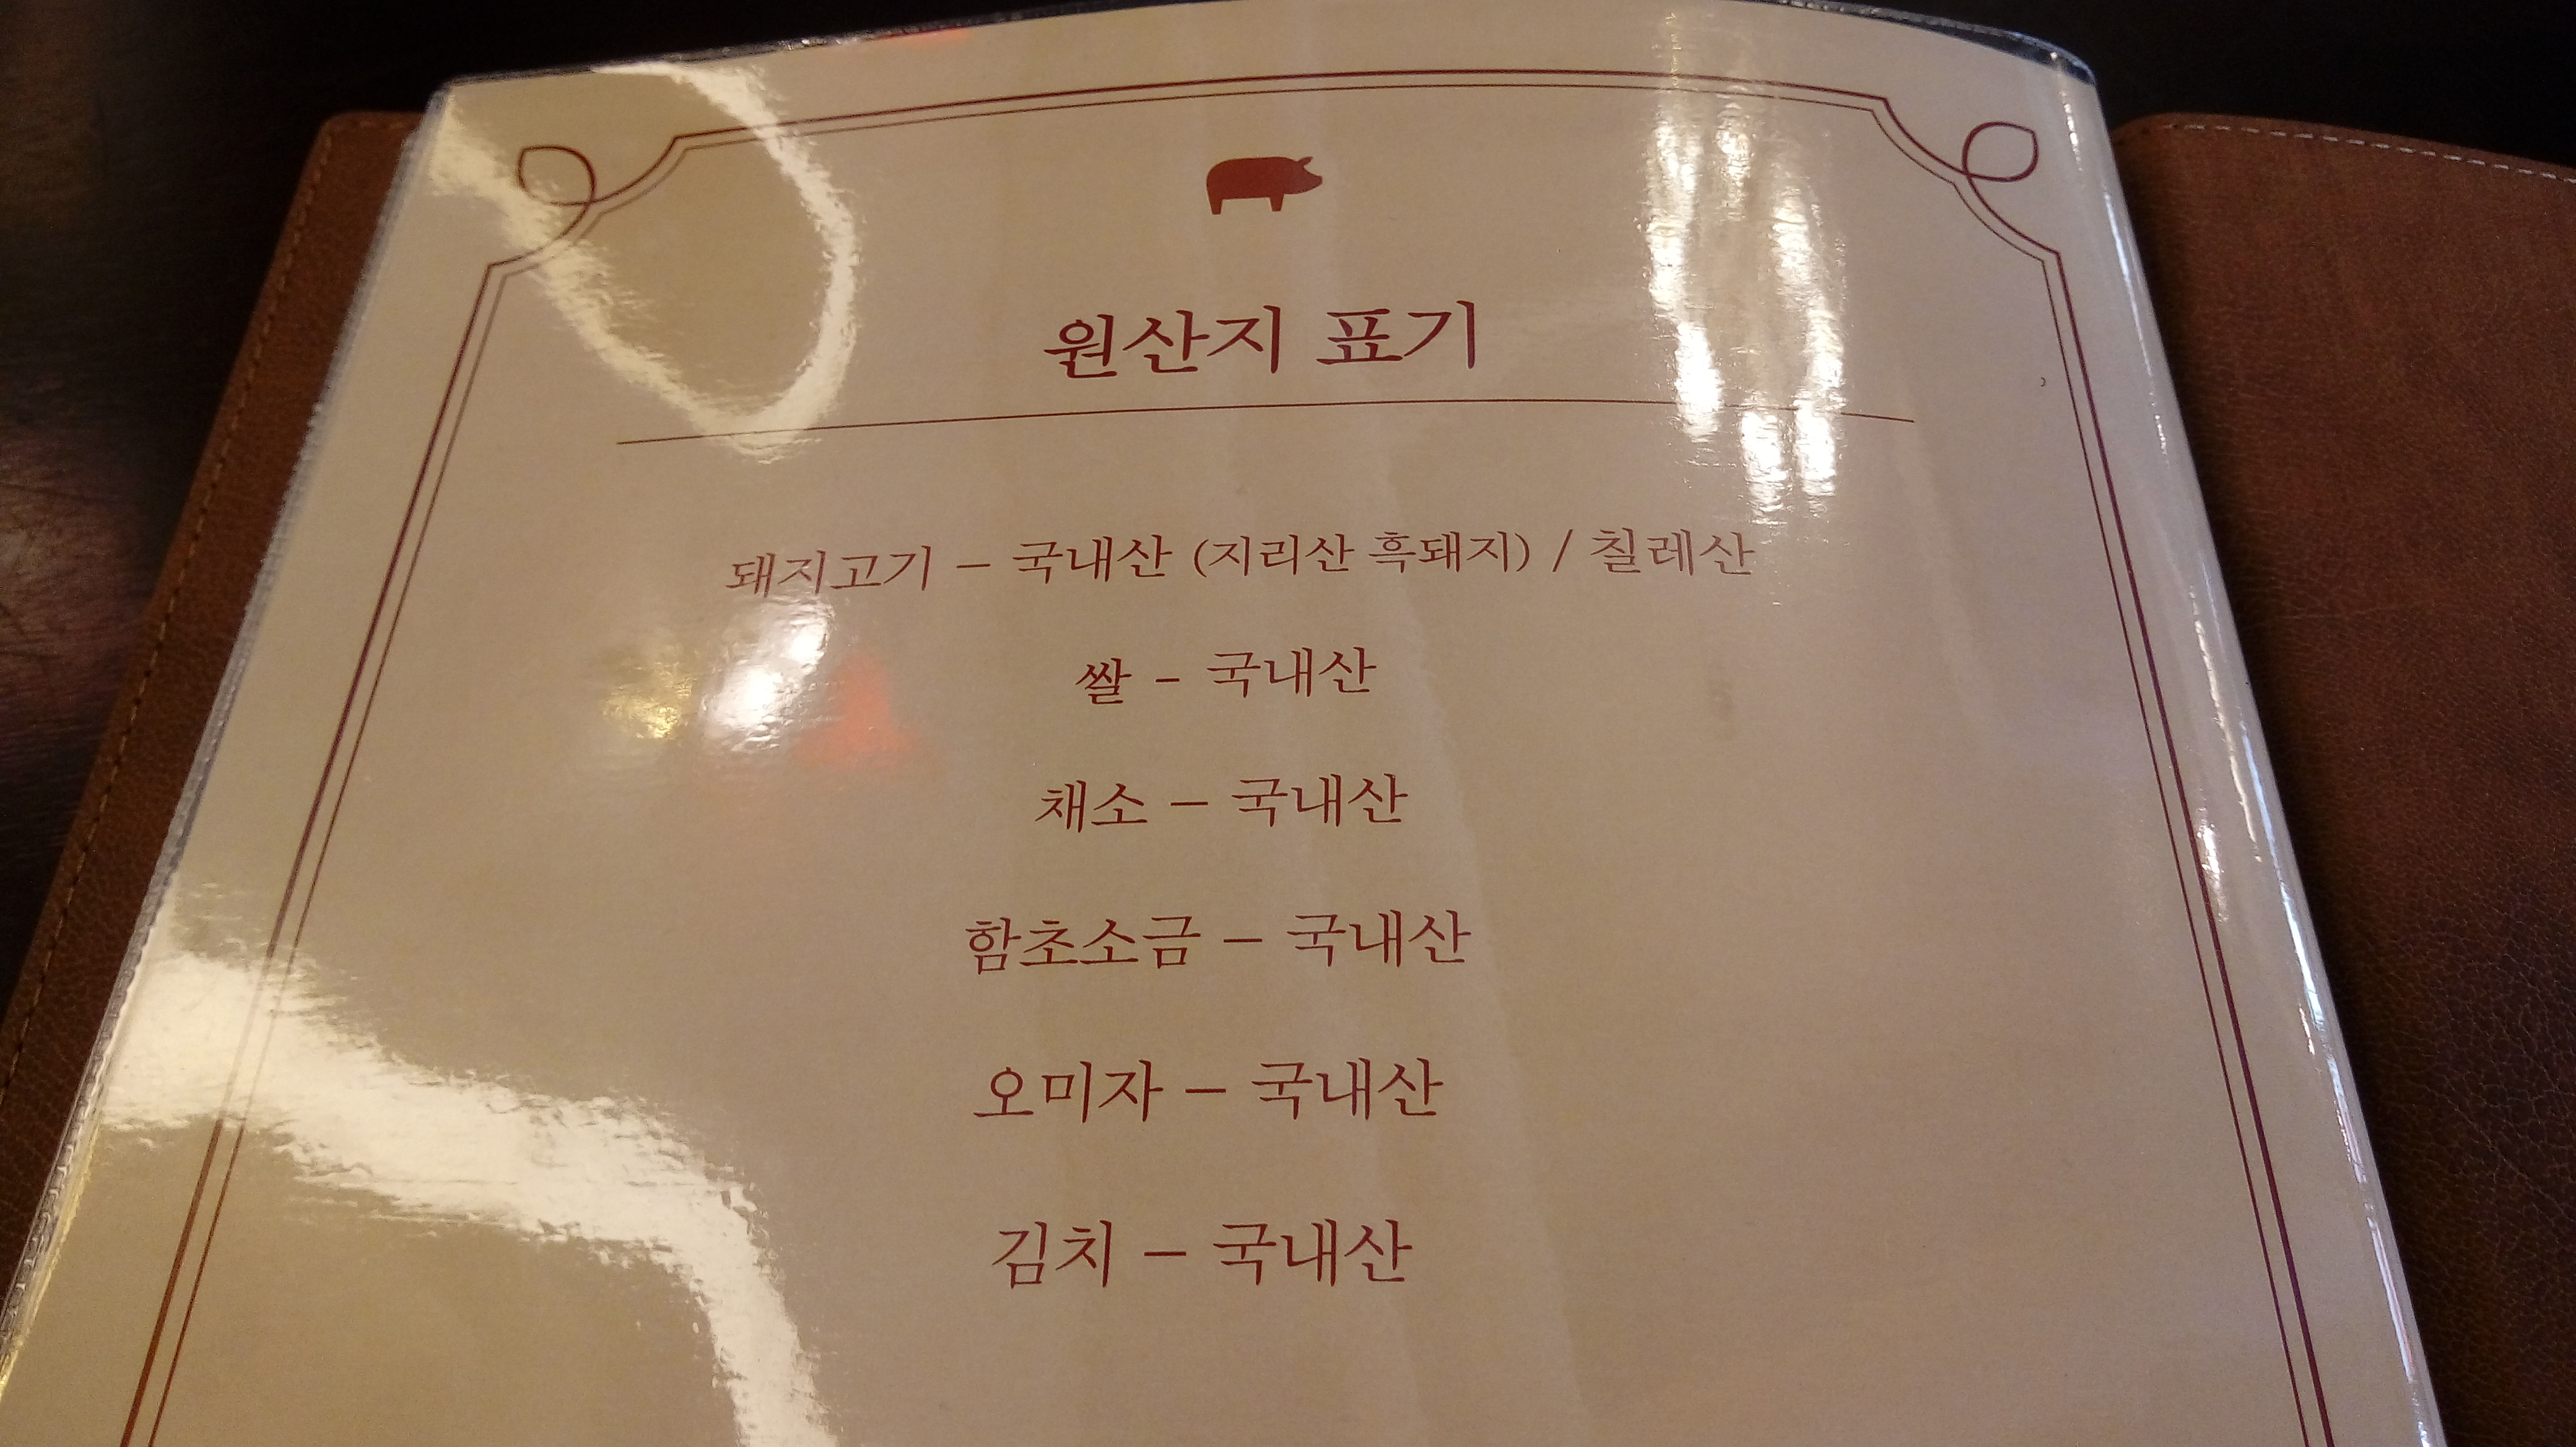 원산지 표기
돼지고기 – 국내산 (지리산 흑돼지) / 칠레산
쌀 - 국내산
채소 – 국내산
함초소금 – 국내산
오미자 – 국내산
김치 – 국내산